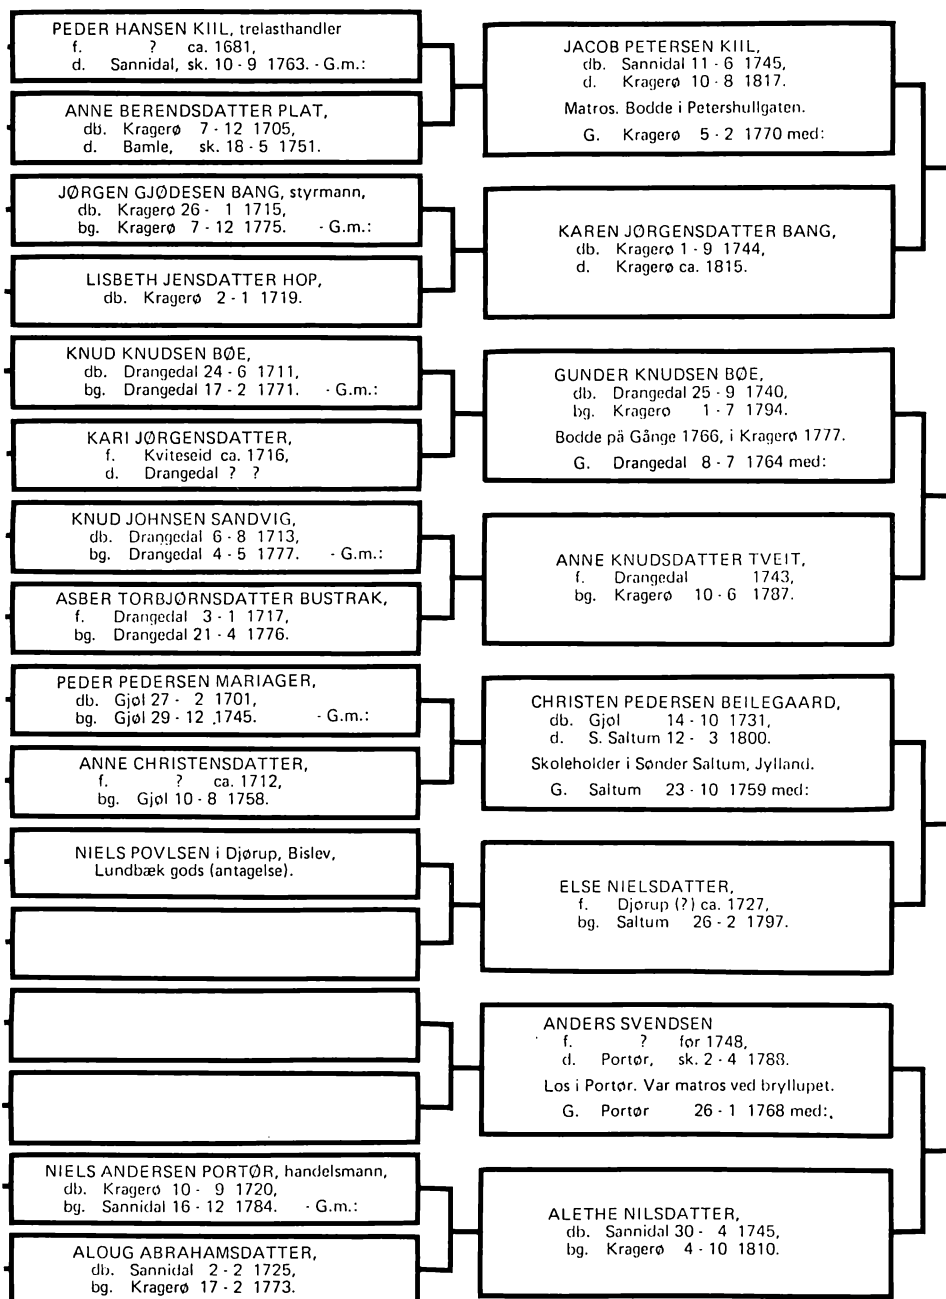 PEDER HANSEN KIIL, trelasthandler
f. ? ca. 1681,
d. Sannidal, sk. 10 - 9 1763. - G.m.:
ANNE BERENDSDATTER PLAT,
db. Kragerø 7 - 12 1705,
d. Bamle, sk. 18 - 5 1751.
JØRGEN GJØDESEN BANG, styrmann,
db. Kragerø 26 - 1 1715,
bg. Kragerø 7 - 12 1775. - G.m.:
LISBETH JENSDATTER HOP,
db. Kragerø 2 - 1 1719.
KNUD KNUDSEN BØE,
db. Drangedal 24 - 6 1711,
bg. Drangedal 17 - 2 1771. - G.m.:
KARI JØRGENSDATTER,
f. Kviteseid ca. 1716,
d. Drangedal ? ?
KNUD JOHNSEN SANDVIG,
db. Drangedal 6 - 8 1713,
bg. Drangedal 4 - 5 1777. - G.m.:
ASBER TORBJØRNSDATTER BUSTRAK,
f. Drangedal 3 - 1 1717,
bg. Drangedal 21 - 4 1776.
PEDER PEDERSEN MARIAGER,
db. Gjøl 27 - 2 1701,
bg. Gjøl 29 - 12 1745. - G.m.:
ANNE CHRISTENSDATTER,
f. ? ca. 1712,
bg. Gjøl 10 - 8 1758.
NIELS POVLSEN i Djørup, Bislev,
Lundbæk gods (antagelse).
NIELS ANDERSEN PORTØR, handelsmann,
db. Kragerø 10 - 9 1720,
bg. Sannidal 16 - 12 1784. - G.m.:
ALOUG ABRAHAMSDATTER,
db. Sannidal 2 - 2 1725,
bg. Kragerø 17 - 2 1773.
JACOB PETERSEN KIIL,
db. Sannidal 11 - 6 1745,
d. Kragerø 10 - 8 1817.
Matros. Bodde i Petershullgaten.
G. Kragerø 5 - 2 1770 med:
KAREN JØRGENSDATTER BANG,
db. Kragerø 1 - 9 1744,
d. Kragerø ca. 1815.
GUNDER KNUDSEN BØE,
db. Drangedal 25 - 9 1740,
bg. Kragerø 1 - 7 1794.
Bodde på Gånge 1766, i Kragerø 1777.
G. Drangedal 8 - 7 1764 med:
ANNE KNUDSDATTER TVEIT,
f. Drangedal 1743,
bg. Kragerø 10 - 6 1787.
CHRISTEN PEDERSEN BEILEGAARD,
db. Gjøl 14 - 10 1731,
d. S. Saltum 12 - 3 1800.
Skoleholder i Sønder Saltum, Jylland.
G. Saltum 23 - 10 1759 med:
ELSE NIELSDATTER,
f. Djørup (?) ca. 1727,
bg. Saltum 26 - 2 1797.
ANDERS SVENDSEN
f. ? før 1748,
d. Portør, sk. 2 - 4 1788.
Los i Portør. Var matros ved bryllupet.
G. Portør 26 - 1 1768 med:
ALETHE NILSDATTER,
db. Sannidal 30 - 4 1745,
bg. Kragerø 4 - 10 1810.